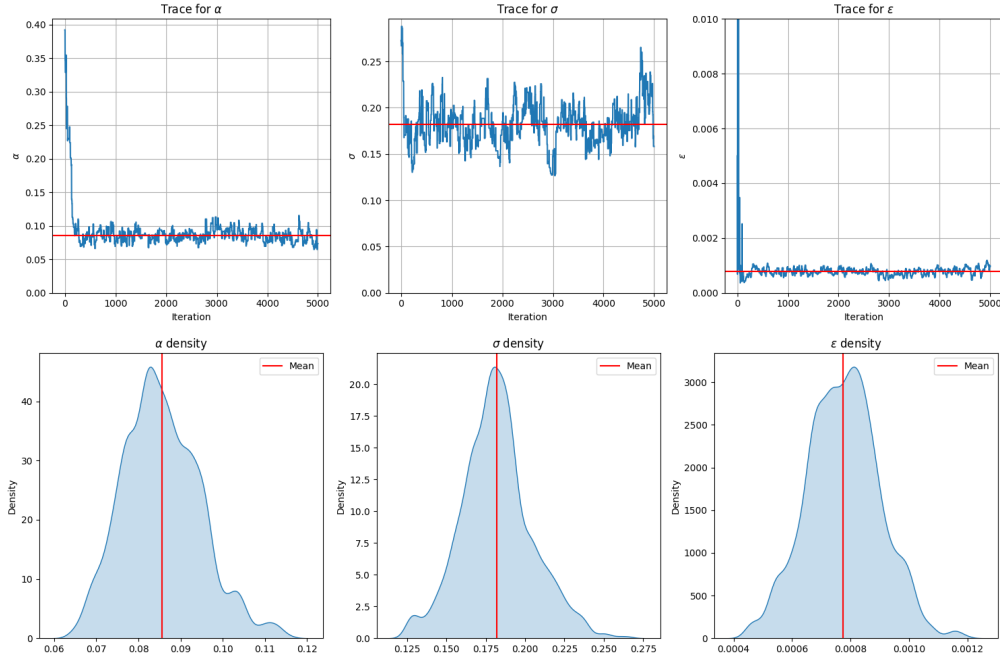 Trace for α
0.40
0.35
0.30
0.25
0.20
0.15
0.10
0.05
0.00
α
0 1000 2000 3000 4000 5000
Iteration
Trace for σ
0.25
0.20
0.15
0.10
0.05
0.00
σ
0 1000 2000 3000 4000 5000
Iteration
Trace for ε
0.010
0.008
0.006
0.004
0.002
0.000
ε
0 1000 2000 3000 4000 5000
Iteration
α density
Mean
40
30
20
10
0
Density
0.06 0.07 0.08 0.09 0.10 0.11 0.12
σ density
Mean
20.0
17.5
15.0
12.5
10.0
7.5
5.0
2.5
0.0
Density
0.125 0.150 0.175 0.200 0.225 0.250 0.275
ε density
Mean
3000
2500
2000
1500
1000
500
0
Density
0.0004 0.0006 0.0008 0.0010 0.0012